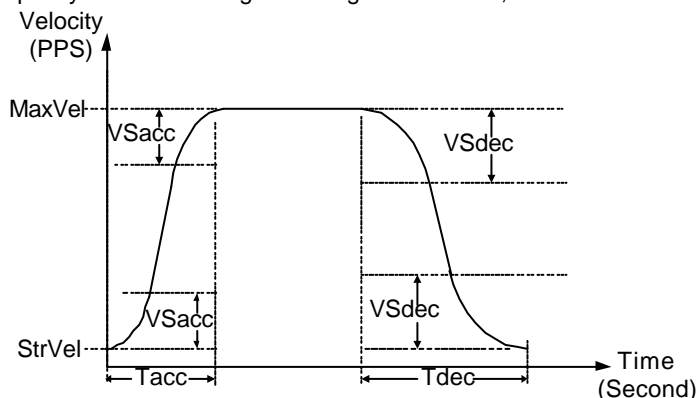 Velocity
(PPS)
MaxVel
VSacc
VSdec
VSacc
VSdec
StrVel
Tacc
Tdec
Time
(Second)